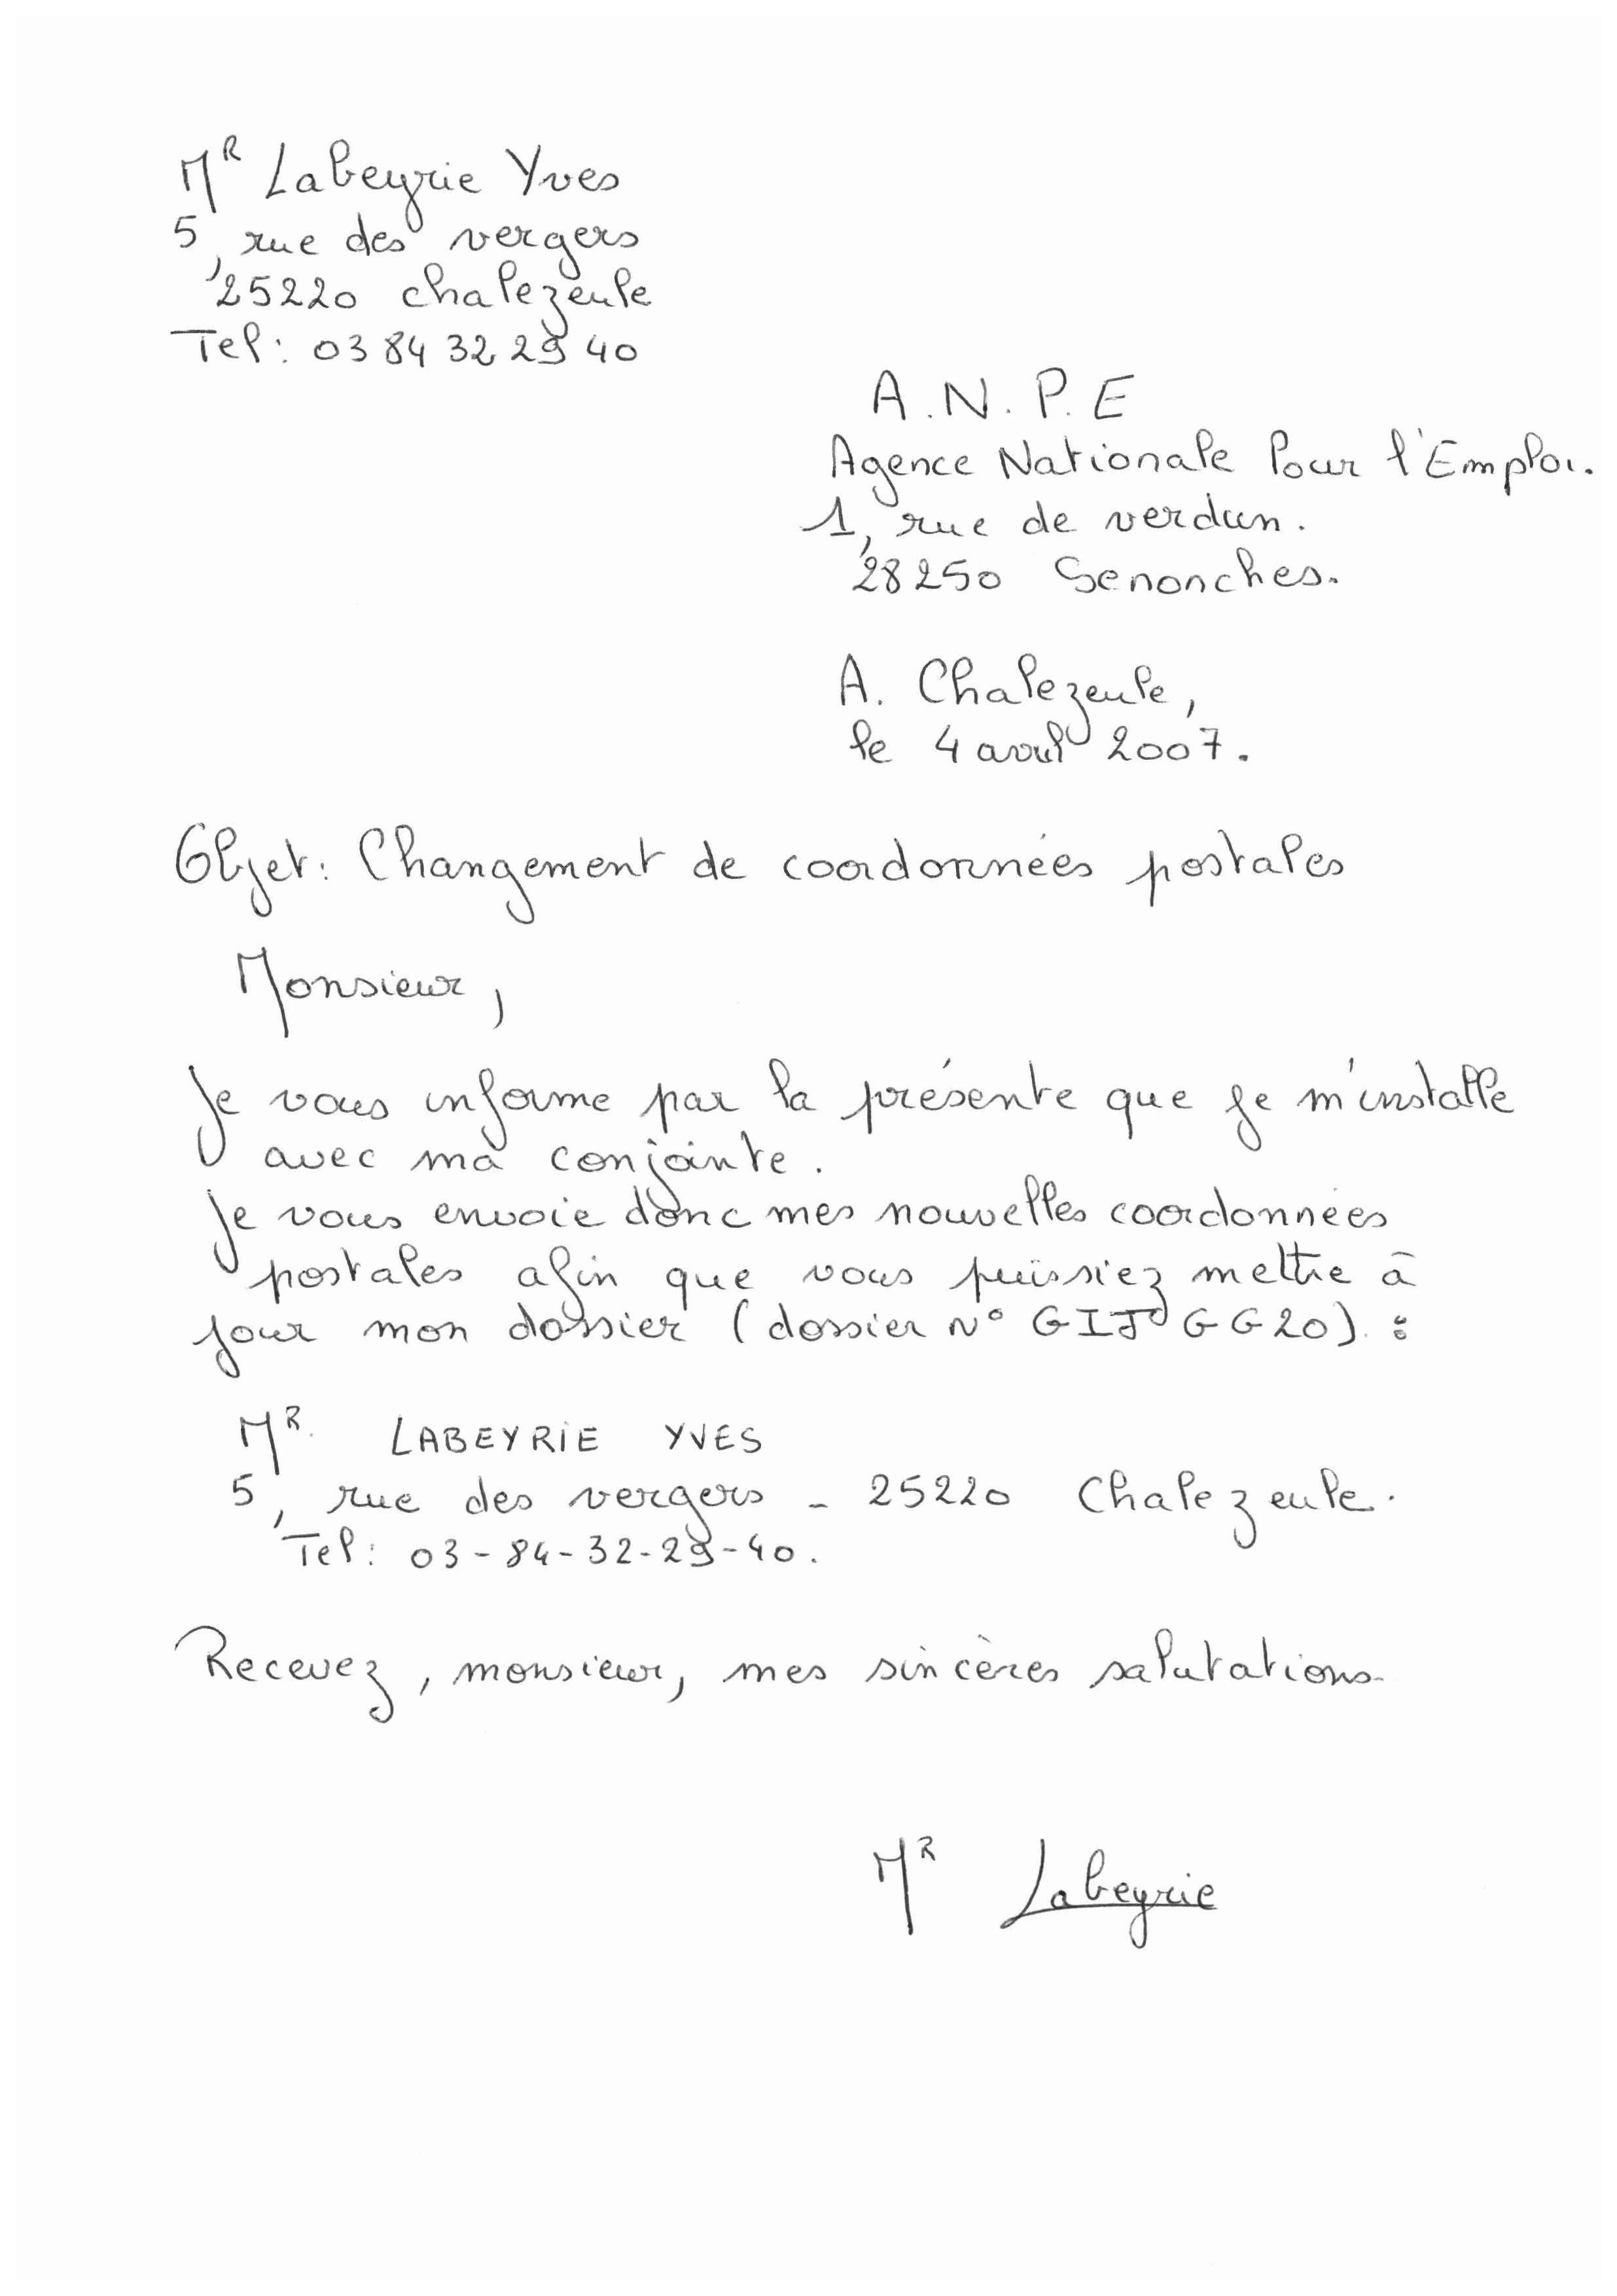 Mʳ Labeyrie Yves
5, rue des vergers
25220 chalezeule
Tel: 03 84 32 29 40
A.N.P.E
Agence Nationale Pour l'Emploi.
1, rue de verdun.
28250 Senonches.
A. Chalezeule,
le 4 avril 2007.
Objet: Changement de coordonnées postales
Monsieur,
Je vous informe par la présente que je m'installe
avec ma conjointe.
Je vous envoie donc mes nouvelles coordonnées
postales afin que vous puissiez mettre à
jour mon dossier (dossier N° GIJGG20) :
Mʳ LABEYRIE YVES
5, rue des vergers - 25220 Chalezeule.
Tel: 03-84-32-29-40.
Recevez, monsieur, mes sincères salutations.
Mʳ Labeyrie